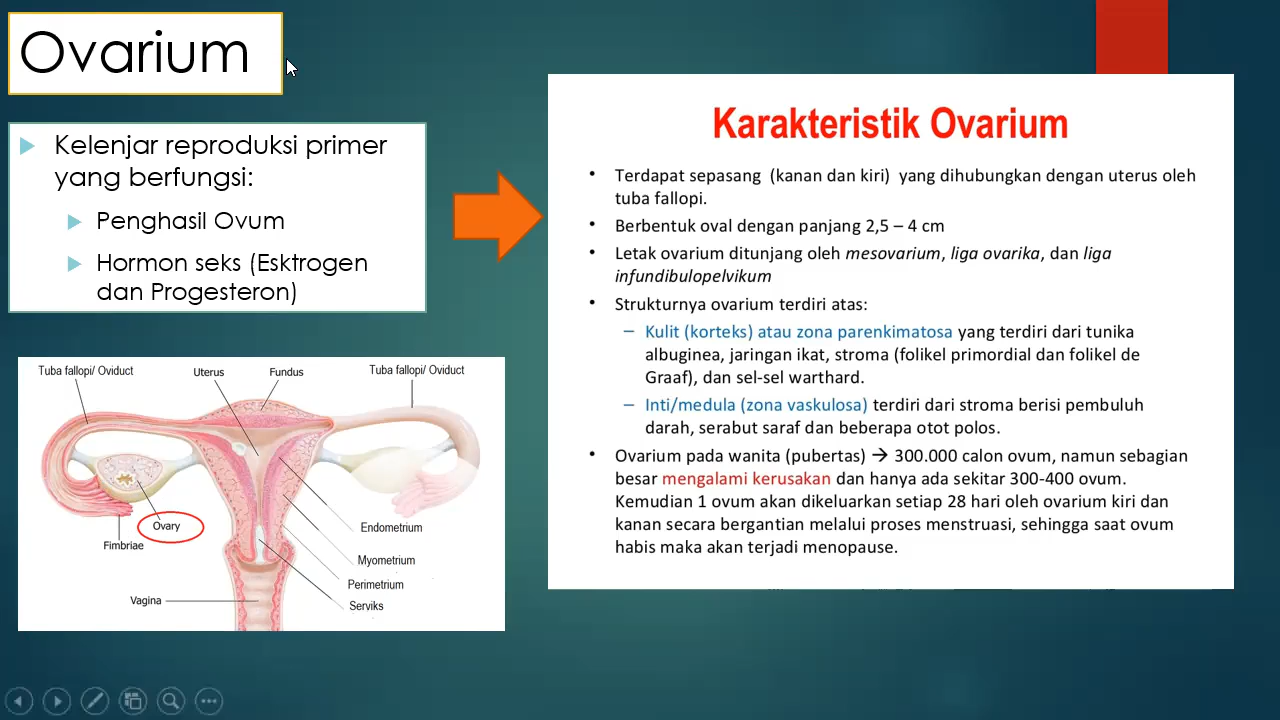 Ovarium
Kelenjar reproduksi primer
yang berfungsi:
Penghasil Ovum
Hormon seks (Esktrogen
dan Progesteron)
Tuba fallopi/ Oviduct
Uterus
Fundus
Tuba fallopi/ Oviduct
Ovary
Fimbriae
Endometrium
Myometrium
Perimetrium
Serviks
Vagina
Karakteristik Ovarium
• Terdapat sepasang (kanan dan kiri) yang dihubungkan dengan uterus oleh
tuba fallopi.
• Berbentuk oval dengan panjang 2,5 – 4 cm
• Letak ovarium ditunjang oleh mesovarium, liga ovarika, dan liga
infundibulopelvikum
• Strukturnya ovarium terdiri atas:
– Kulit (korteks) atau zona parenkimatosa yang terdiri dari tunika
albuginea, jaringan ikat, stroma (folikel primordial dan folikel de
Graaf), dan sel-sel warthard.
– Inti/medula (zona vaskulosa) terdiri dari stroma berisi pembuluh
darah, serabut saraf dan beberapa otot polos.
• Ovarium pada wanita (pubertas) → 300.000 calon ovum, namun sebagian
besar mengalami kerusakan dan hanya ada sekitar 300-400 ovum.
Kemudian 1 ovum akan dikeluarkan setiap 28 hari oleh ovarium kiri dan
kanan secara bergantian melalui proses menstruasi, sehingga saat ovum
habis maka akan terjadi menopause.